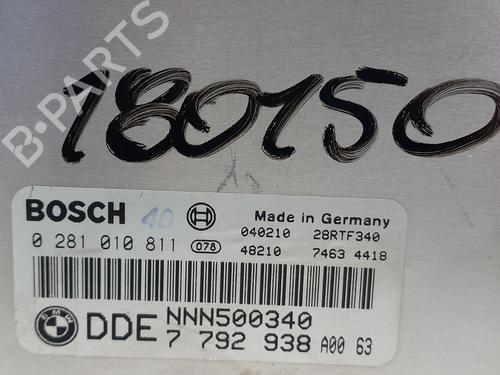 B-PARTS
180150
BOSCH 40 Made in Germany
040210 28RTF340
0 281 010 811 078 48210 7463 4418
BMW DDE NNN500340
7 792 938 A00 63